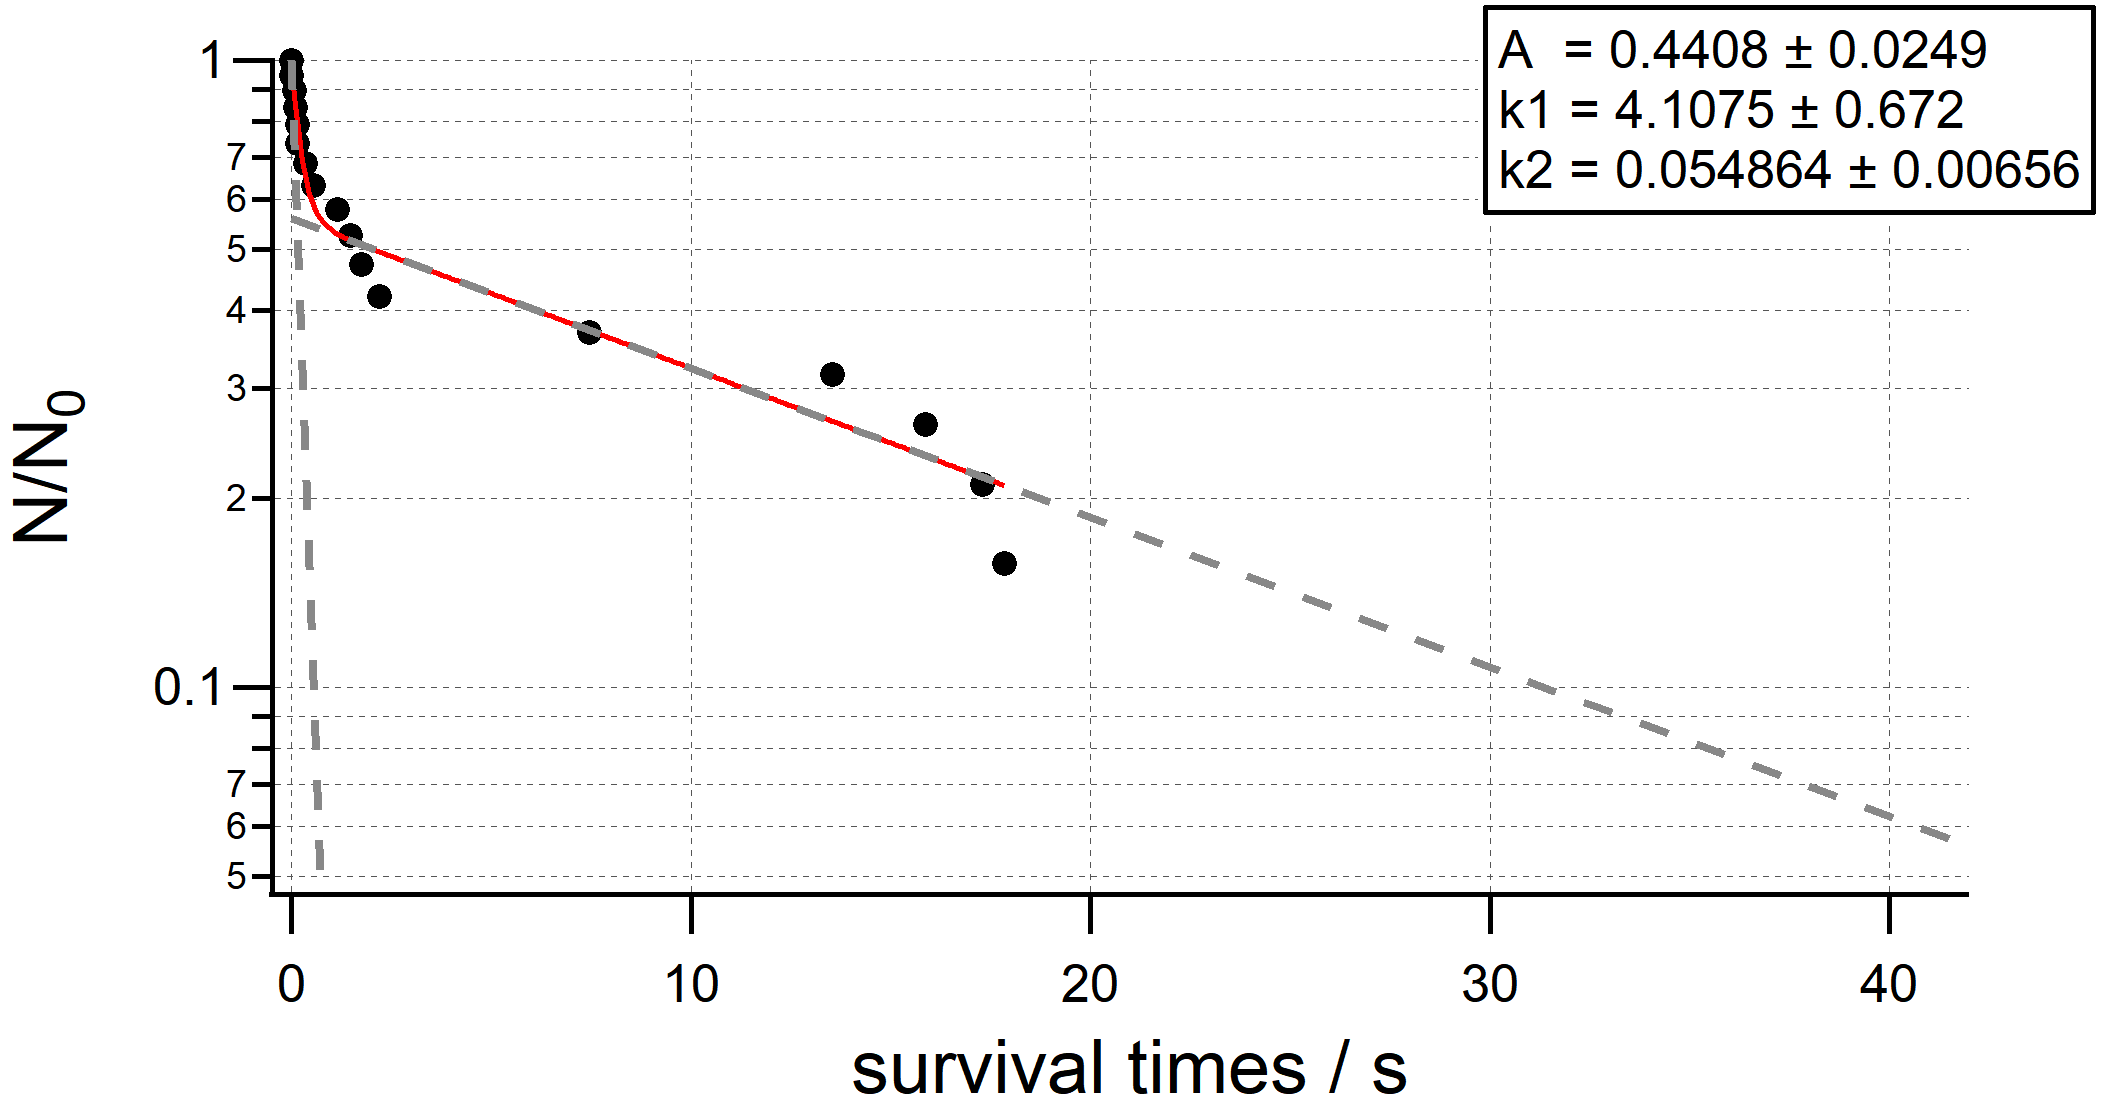 A = 0.4408 ± 0.0249
k1 = 4.1075 ± 0.672
k2 = 0.054864 ± 0.00656
1
7
6
5
4
3
2
0.1
7
6
5
N/N0
0 10 20 30 40
survival times / s